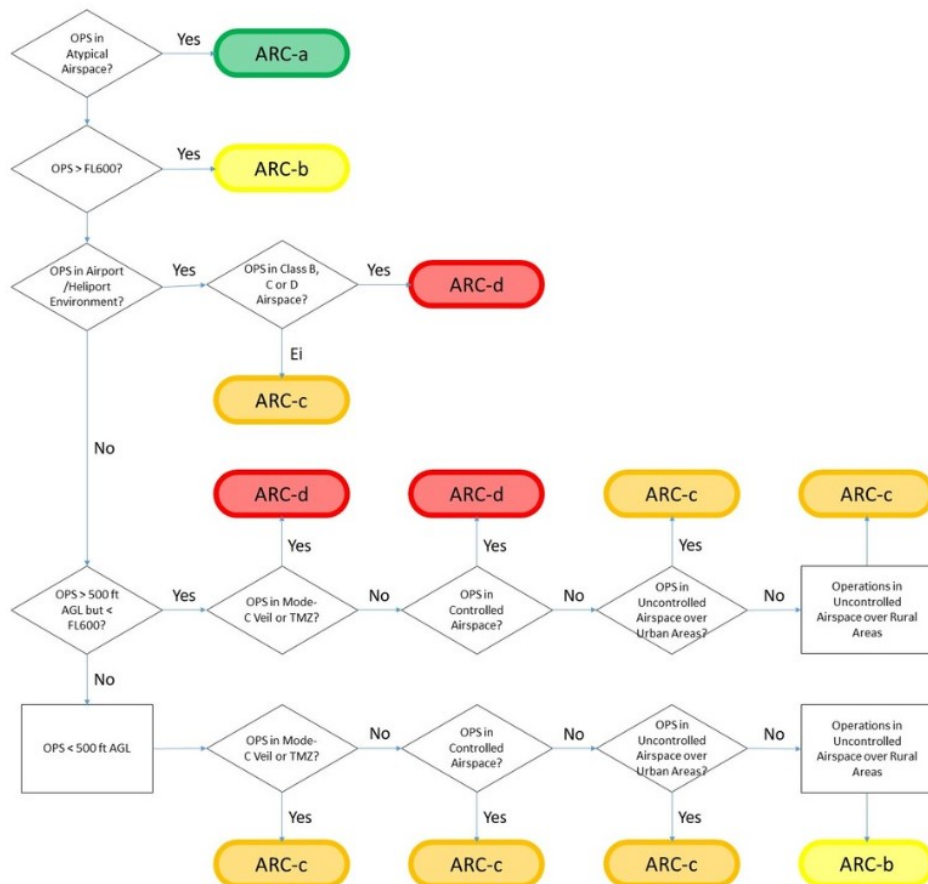 OPS in
Atypical
Airspace?
Yes
ARC-a
OPS > FL600?
Yes
ARC-b
OPS in Airport
/Heliport
Environment?
Yes
OPS in Class B,
C or D
Airspace?
Yes
ARC-d
Ei
ARC-c
No
ARC-d
ARC-d
ARC-c
ARC-c
Yes
Yes
Yes
OPS > 500 ft
AGL but <
FL600?
Yes
OPS in Mode-
C Veil or TMZ?
No
OPS in
Controlled
Airspace?
No
OPS in
Uncontrolled
Airspace over
Urban Areas?
No
Operations in
Uncontrolled
Airspace over Rural
Areas
No
OPS < 500 ft AGL
OPS in Mode-
C Veil or TMZ?
No
OPS in
Controlled
Airspace?
No
OPS in
Uncontrolled
Airspace over
Urban Areas?
No
Operations in
Uncontrolled
Airspace over Rural
Areas
Yes
Yes
Yes
ARC-c
ARC-c
ARC-c
ARC-b